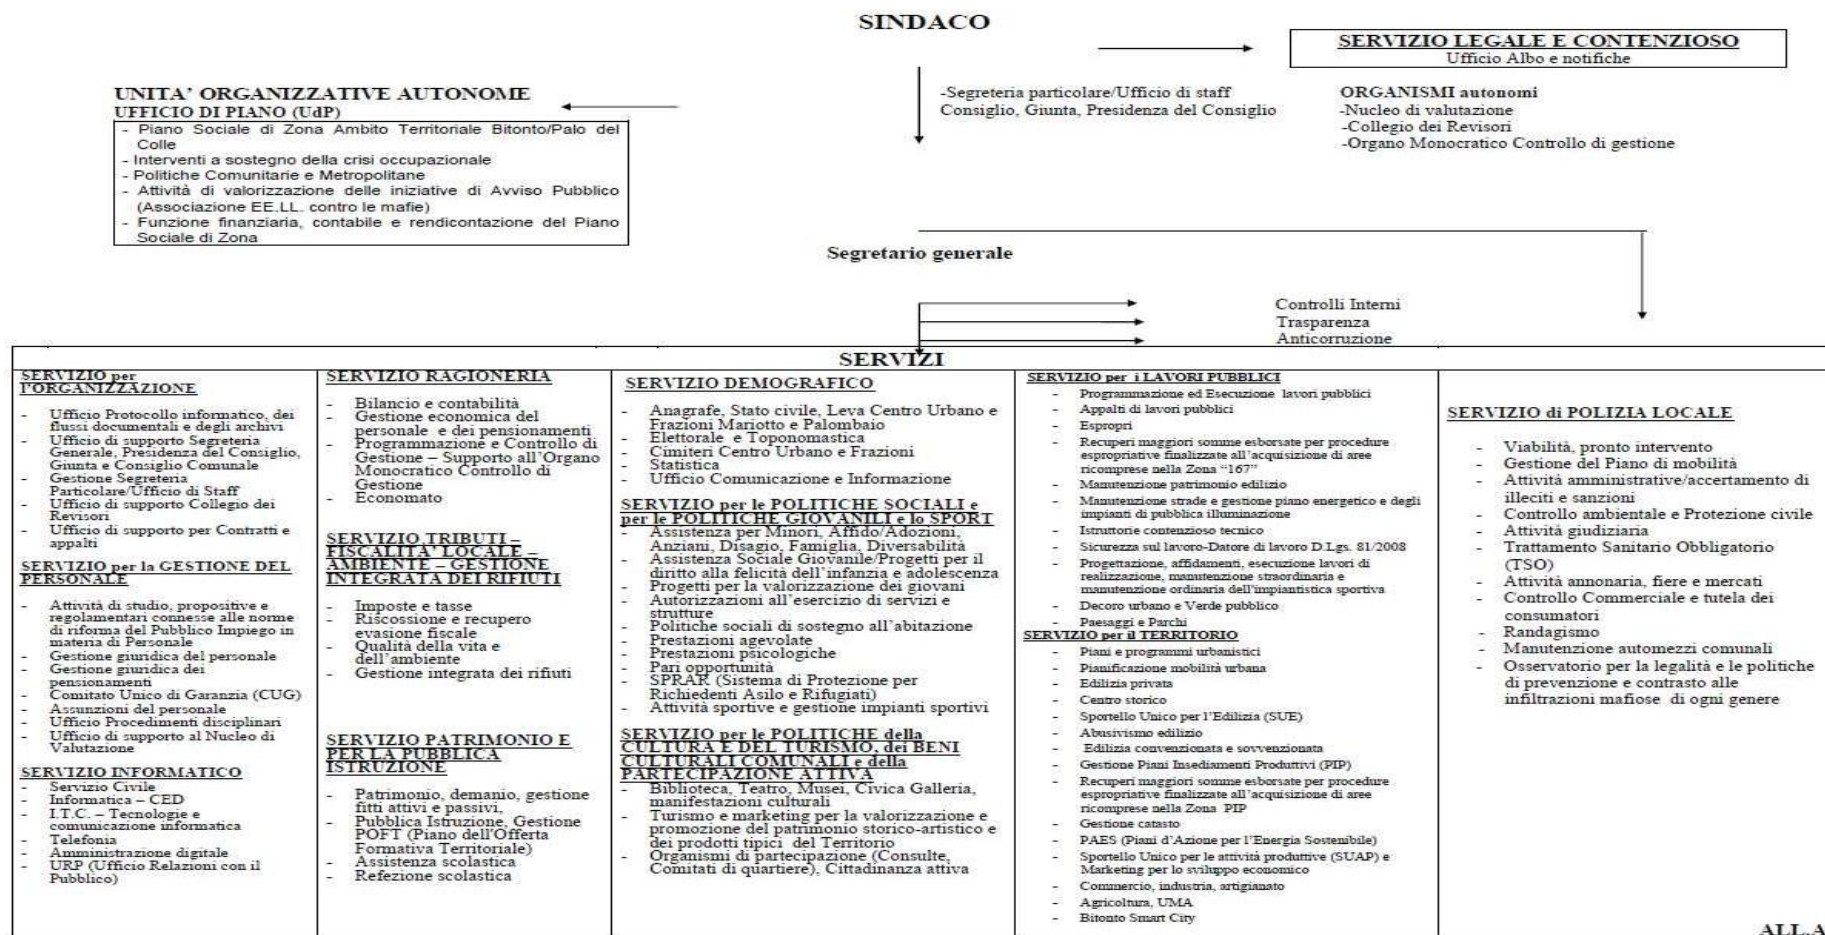 SINDACO
SERVIZIO LEGALE E CONTENZIOSO
Ufficio Albo e notifiche
UNITA' ORGANIZZATIVE AUTONOME
UFFICIO DI PIANO (UdP)
- Piano Sociale di Zona Ambito Territoriale Bitonto/Palo del
Colle
- Interventi a sostegno della crisi occupazionale
- Politiche Comunitarie e Metropolitane
- Attività di valorizzazione delle iniziative di Avviso Pubblico
(Associazione EE.LL. contro le mafie)
- Funzione finanziaria, contabile e rendicontazione del Piano
Sociale di Zona
-Segreteria particolare/Ufficio di staff
Consiglio, Giunta, Presidenza del Consiglio
ORGANISMI autonomi
-Nucleo di valutazione
-Collegio dei Revisori
-Organo Monocratico Controllo di gestione
Segretario generale
Controlli Interni
Trasparenza
Anticorruzione
SERVIZI
SERVIZIO per
l'ORGANIZZAZIONE
- Ufficio Protocollo informatico, dei
flussi documentali e degli archivi
- Ufficio di supporto Segreteria
Generale, Presidenza del Consiglio,
Giunta e Consiglio Comunale
- Gestione Segreteria
Particolare/Ufficio di Staff
- Ufficio di supporto Collegio dei
Revisori
- Ufficio di supporto per Contratti e
appalti
SERVIZIO per la GESTIONE DEL
PERSONALE
- Attività di studio, propositive e
regolamentari connesse alle norme
di riforma del Pubblico Impiego in
materia di Personale
- Gestione giuridica del personale
- Gestione giuridica dei
pensionamenti
- Comitato Unico di Garanzia (CUG)
- Assunzioni del personale
- Ufficio Procedimenti disciplinari
- Ufficio di supporto al Nucleo di
Valutazione
SERVIZIO INFORMATICO
- Servizio Civile
- Informatica – CED
- I.T.C. – Tecnologie e
comunicazione informatica
- Telefonia
- Amministrazione digitale
- URP (Ufficio Relazioni con il
Pubblico)
SERVIZIO RAGIONERIA
- Bilancio e contabilità
- Gestione economica del
personale e dei pensionamenti
- Programmazione e Controllo di
Gestione – Supporto all'Organo
Monocratico Controllo di
Gestione
- Economato
SERVIZIO TRIBUTI –
FISCALITA' LOCALE –
AMBIENTE – GESTIONE
INTEGRATA DEI RIFIUTI
- Imposte e tasse
- Riscossione e recupero
evasione fiscale
- Qualità della vita e
dell'ambiente
- Gestione integrata dei rifiuti
SERVIZIO PATRIMONIO E
PER LA PUBBLICA
ISTRUZIONE
- Patrimonio, demanio, gestione
fitti attivi e passivi,
- Pubblica Istruzione, Gestione
POFT (Piano dell'Offerta
Formativa Territoriale)
- Assistenza scolastica
- Refezione scolastica
SERVIZIO DEMOGRAFICO
- Anagrafe, Stato civile, Leva Centro Urbano e
Frazioni Mariotto e Palombaio
- Elettorale e Toponomastica
- Cimiteri Centro Urbano e Frazioni
- Statistica
- Ufficio Comunicazione e Informazione
SERVIZIO per le POLITICHE SOCIALI e
per le POLITICHE GIOVANILI e lo SPORT
- Assistenza per Minori, Affido/Adozioni,
Anziani, Disagio, Famiglia, Diversabilità
- Assistenza Sociale Giovanile/Progetti per il
diritto alla felicità dell'infanzia e adolescenza
- Progetti per la valorizzazione dei giovani
- Autorizzazioni all'esercizio di servizi e
strutture
- Politiche sociali di sostegno all'abitazione
- Prestazioni agevolate
- Prestazioni psicologiche
- Pari opportunità
- SPRAR (Sistema di Protezione per
Richiedenti Asilo e Rifugiati)
- Attività sportive e gestione impianti sportivi
SERVIZIO per le POLITICHE della
CULTURA E DEL TURISMO, dei BENI
CULTURALI COMUNALI e della
PARTECIPAZIONE ATTIVA
- Biblioteca, Teatro, Musei, Civica Galleria,
manifestazioni culturali
- Turismo e marketing per la valorizzazione e
promozione del patrimonio storico-artistico e
dei prodotti tipici del Territorio
- Organismi di partecipazione (Consulte,
Comitati di quartiere), Cittadinanza attiva
SERVIZIO per i LAVORI PUBBLICI
- Programmazione ed Esecuzione lavori pubblici
- Appalti di lavori pubblici
- Espropri
- Recuperi maggiori somme esborsate per procedure
espropriative finalizzate all'acquisizione di aree
ricomprese nella Zona “167”
- Manutenzione patrimonio edilizio
- Manutenzione strade e gestione piano energetico e degli
impianti di pubblica illuminazione
- Istruttorie contenzioso tecnico
- Sicurezza sul lavoro-Datore di lavoro D.Lgs. 81/2008
- Progettazione, affidamenti, esecuzione lavori di
realizzazione, manutenzione straordinaria e
manutenzione ordinaria dell'impiantistica sportiva
- Decoro urbano e Verde pubblico
- Paesaggi e Parchi
SERVIZIO per il TERRITORIO
- Piani e programmi urbanistici
- Pianificazione mobilità urbana
- Edilizia privata
- Centro storico
- Sportello Unico per l'Edilizia (SUE)
- Abusivismo edilizio
- Edilizia convenzionata e sovvenzionata
- Gestione Piani Insediamenti Produttivi (PIP)
- Recuperi maggiori somme esborsate per procedure
espropriative finalizzate all'acquisizione di aree
ricomprese nella Zona PIP
- Gestione catasto
- PAES (Piani d'Azione per l'Energia Sostenibile)
- Sportello Unico per le attività produttive (SUAP) e
Marketing per lo sviluppo economico
- Commercio, industria, artigianato
- Agricoltura, UMA
- Bitonto Smart City
SERVIZIO di POLIZIA LOCALE
- Viabilità, pronto intervento
- Gestione del Piano di mobilità
- Attività amministrative/accertamento di
illeciti e sanzioni
- Controllo ambientale e Protezione civile
- Attività giudiziaria
- Trattamento Sanitario Obbligatorio
(TSO)
- Attività annonaria, fiere e mercati
- Controllo Commerciale e tutela dei
consumatori
- Randagismo
- Manutenzione automezzi comunali
- Osservatorio per la legalità e le politiche
di prevenzione e contrasto alle
infiltrazioni mafiose di ogni genere
ALL.A